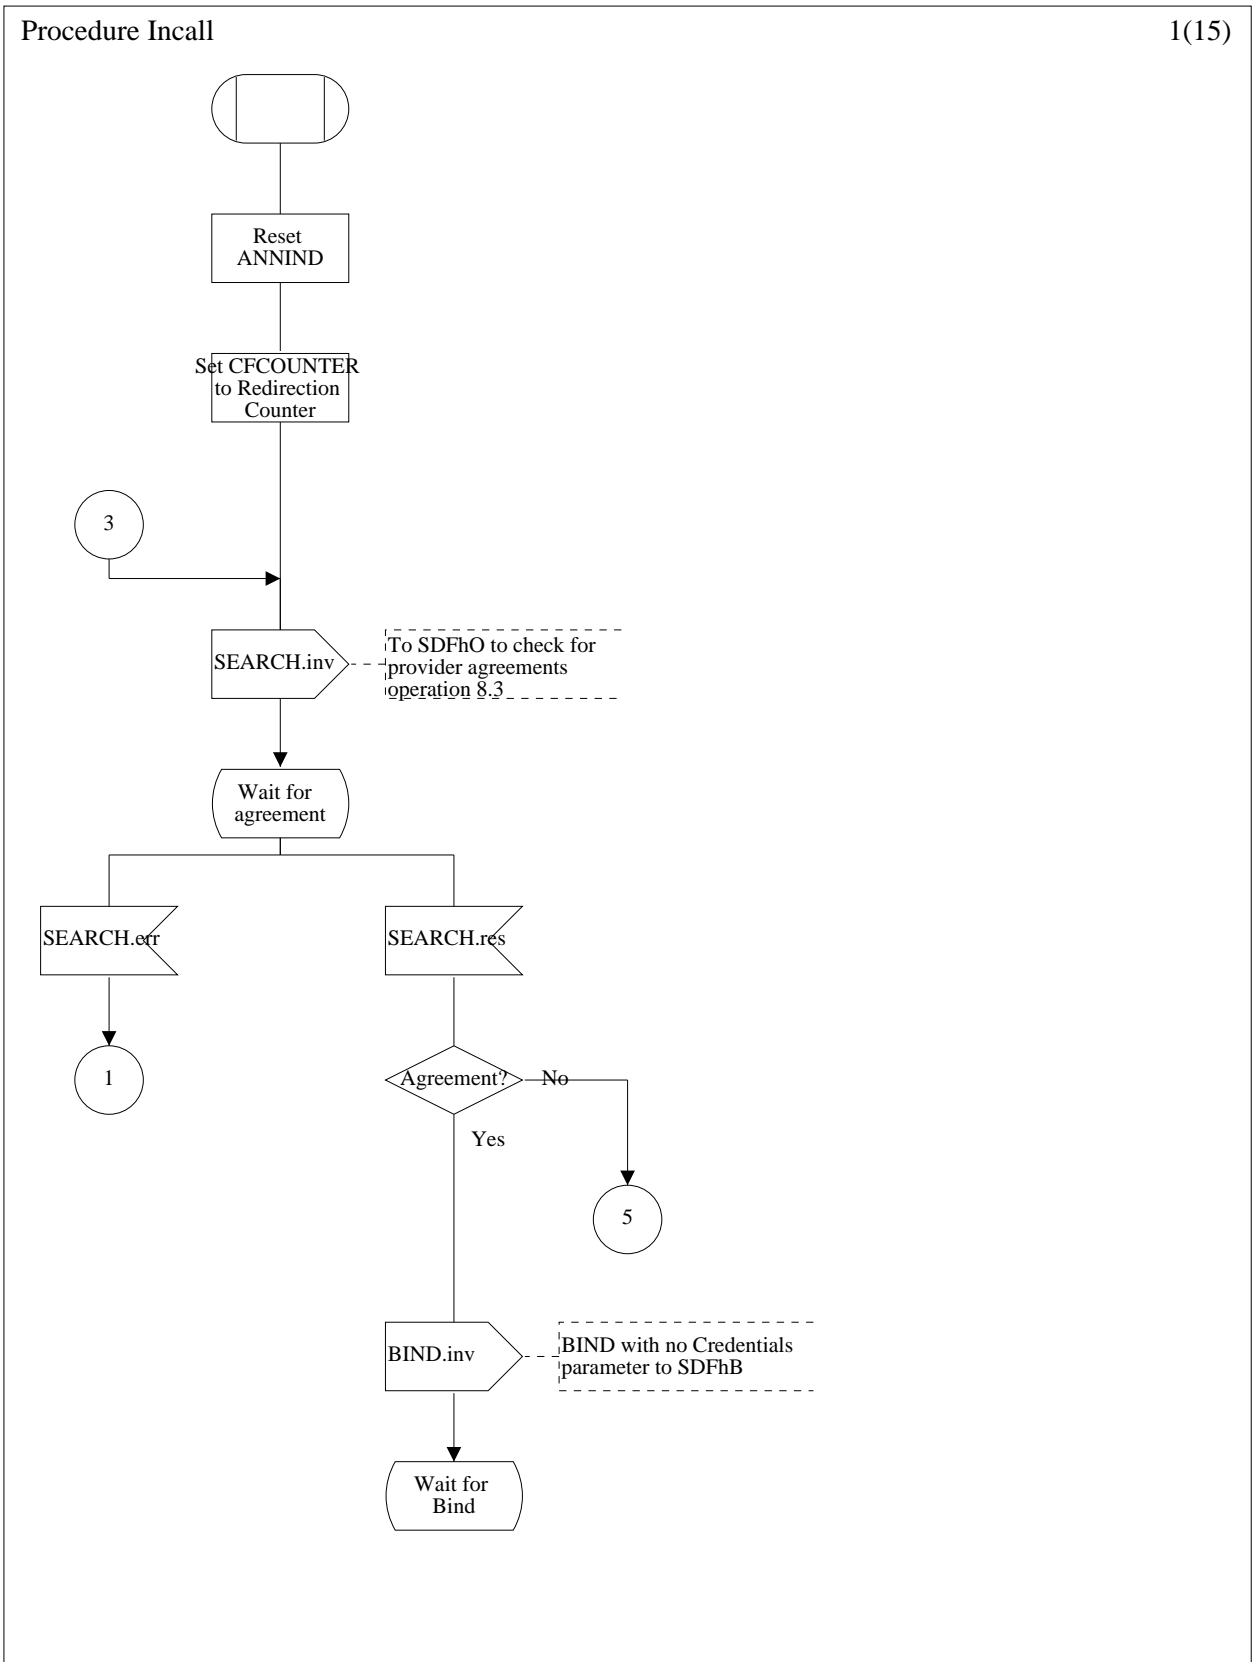 Procedure Incall
1(15)
Reset
ANNIND
Set CFCOUNTER
to Redirection
Counter
3
SEARCH.inv
To SDFhO to check for
provider agreements
operation 8.3
Wait for
agreement
SEARCH.err
SEARCH.res
1
Agreement?
No
Yes
5
BIND.inv
BIND with no Credentials
parameter to SDFhB
Wait for
Bind